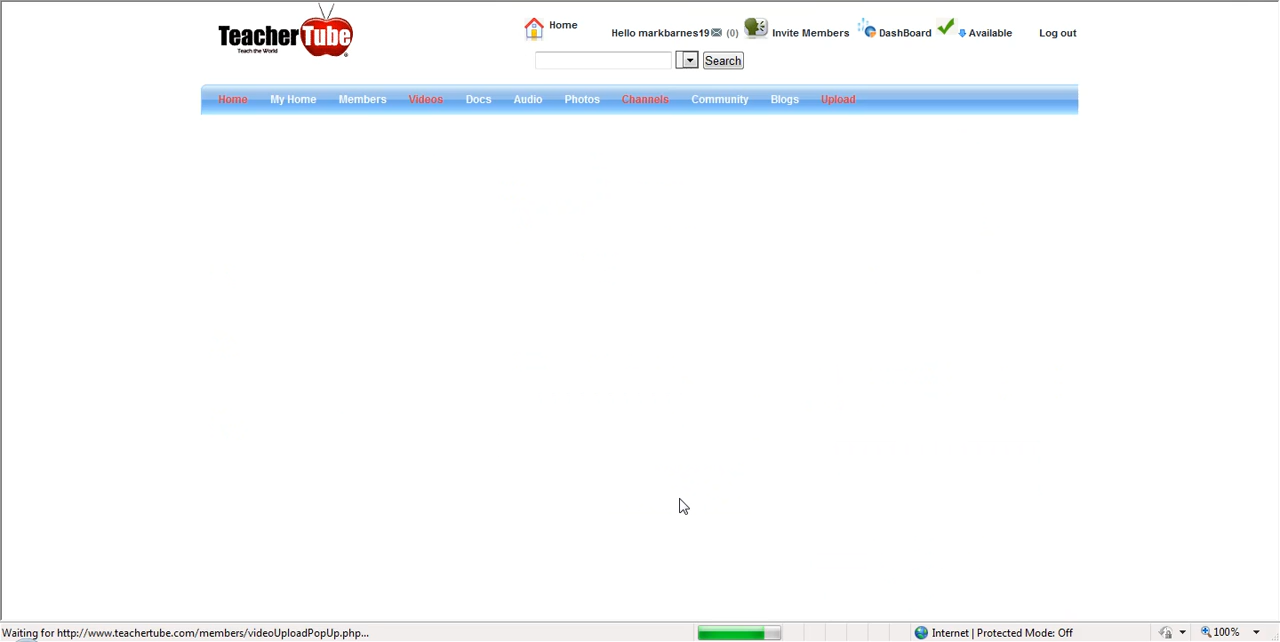 TeacherTube
Teach the World
Home
Hello markbarnes19 (0) Invite Members DashBoard Available Log out
Search
Home My Home Members Videos Docs Audio Photos Channels Community Blogs Upload
Waiting for http://www.teachertube.com/members/videoUploadPopUp.php... Internet | Protected Mode: Off 100%